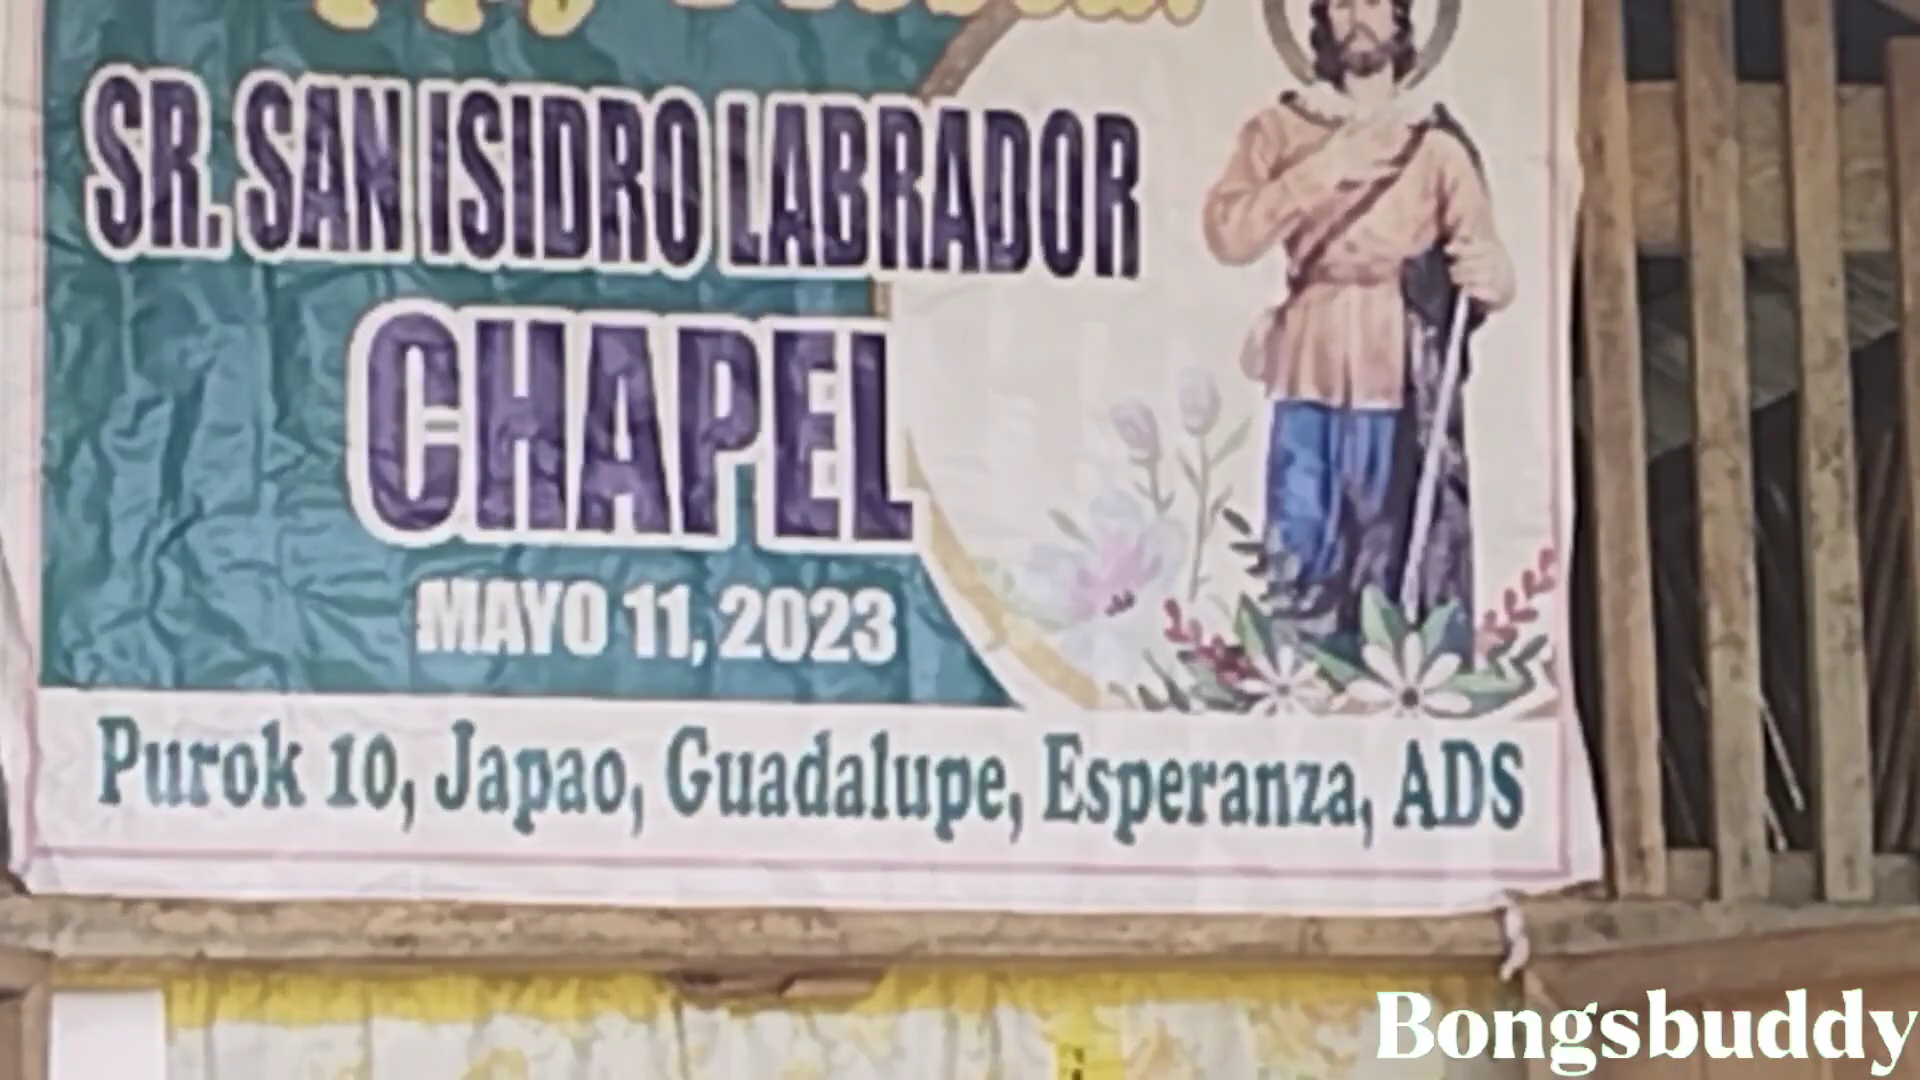 SR. SAN ISIDRO LABRADOR
CHAPEL
MAYO 11, 2023
Purok 10, Japao, Guadalupe, Esperanza, ADS
Bongsbuddy